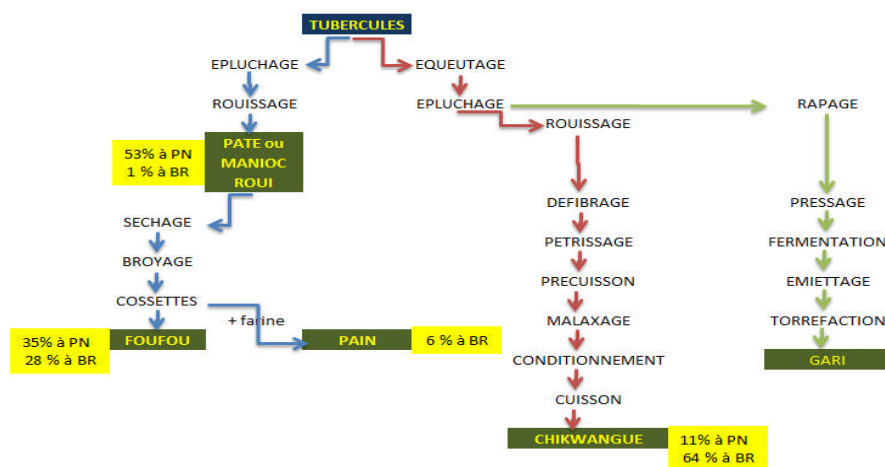 TUBERCULES
EPLUCHAGE
EQUEUTAGE
ROUISSAGE
EPLUCHAGE
RAPAGE
ROUISSAGE
53% à PN
1 % à BR
PATE ou
MANIOC
ROUI
SECHAGE
DEFIBRAGE
PRESSAGE
BROYAGE
PETRISSAGE
FERMENTATION
COSSETTES
PRECUISSON
EMIETTAGE
+ farine
MALAXAGE
TORREFACTION
35% à PN
28 % à BR
FOUFOU
PAIN
6 % à BR
CONDITIONNEMENT
GARI
CUISSON
CHIKWANGUE
11% à PN
64 % à BR